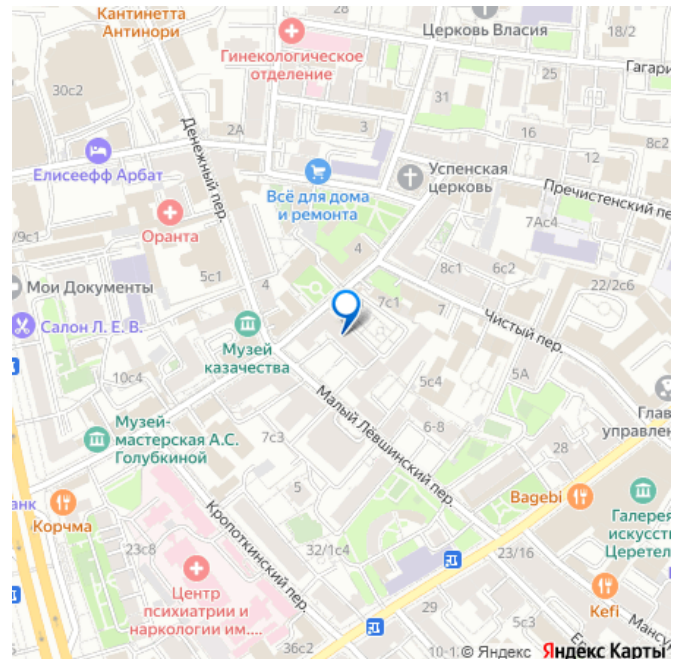 Кантинетта
Антинори
28
Церковь Власия
18/2
Гинекологическое
отделение
30с2
25
Гагари
31
2А
3
16
8с2
Денежный пер.
Елисеефф Арбат
12
Успенская
церковь
Всё для дома
и ремонта
Пречистенский пе
7Ас4
Оранта
/9с1
4
5с1
4
8с1
6с2
22/2с6
Мои Документы
7с1
7
Чистый пер.
Салон Л. Е. В.
Музей
казачества
10с4
5с4
5А
Глав
управлен
Малый Лёвшинский пер.
Музей-
мастерская А.С.
Голубкиной
7с3
6-8
28
5
Bagebi
анк
Корчма
Галерея
искусств
Церетел
Кропоткинский пер.
23с8
32/1с4
23/16
Центр
психиатрии и
наркологии им....
Kefi
29
Мансу
36с2
10-1
© Яндекс Яндекс Карты